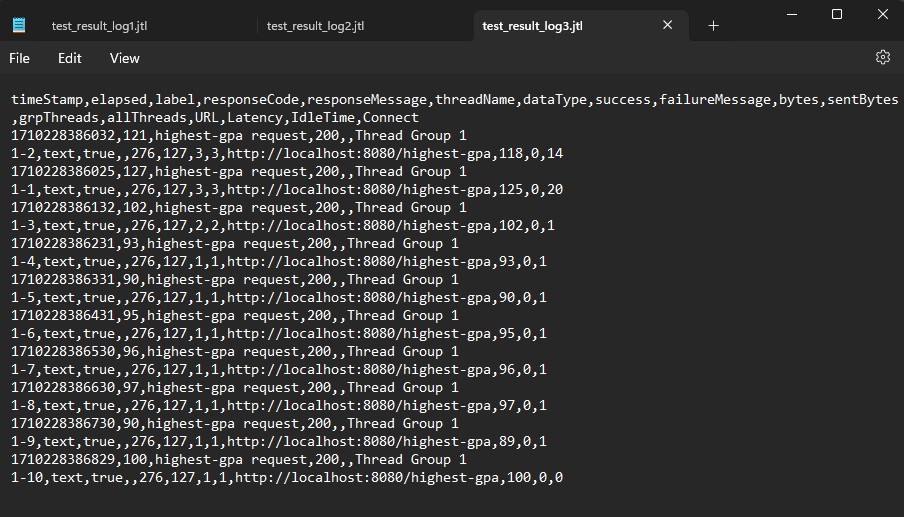 test_result_log1.jtl test_result_log2.jtl test_result_log3.jtl
File Edit View
timeStamp,elapsed,label,responseCode,responseMessage,threadName,dataType,success,failureMessage,bytes,sentBytes
,grpThreads,allThreads,URL,Latency,IdleTime,Connect
1710228386032,121,highest-gpa request,200,,Thread Group 1
1-2,text,true,,276,127,3,3,http://localhost:8080/highest-gpa,118,0,14
1710228386025,127,highest-gpa request,200,,Thread Group 1
1-1,text,true,,276,127,3,3,http://localhost:8080/highest-gpa,125,0,20
1710228386132,102,highest-gpa request,200,,Thread Group 1
1-3,text,true,,276,127,2,2,http://localhost:8080/highest-gpa,102,0,1
1710228386231,93,highest-gpa request,200,,Thread Group 1
1-4,text,true,,276,127,1,1,http://localhost:8080/highest-gpa,93,0,1
1710228386331,90,highest-gpa request,200,,Thread Group 1
1-5,text,true,,276,127,1,1,http://localhost:8080/highest-gpa,90,0,1
1710228386431,95,highest-gpa request,200,,Thread Group 1
1-6,text,true,,276,127,1,1,http://localhost:8080/highest-gpa,95,0,1
1710228386530,96,highest-gpa request,200,,Thread Group 1
1-7,text,true,,276,127,1,1,http://localhost:8080/highest-gpa,96,0,1
1710228386630,97,highest-gpa request,200,,Thread Group 1
1-8,text,true,,276,127,1,1,http://localhost:8080/highest-gpa,97,0,1
1710228386730,90,highest-gpa request,200,,Thread Group 1
1-9,text,true,,276,127,1,1,http://localhost:8080/highest-gpa,89,0,1
1710228386829,100,highest-gpa request,200,,Thread Group 1
1-10,text,true,,276,127,1,1,http://localhost:8080/highest-gpa,100,0,0